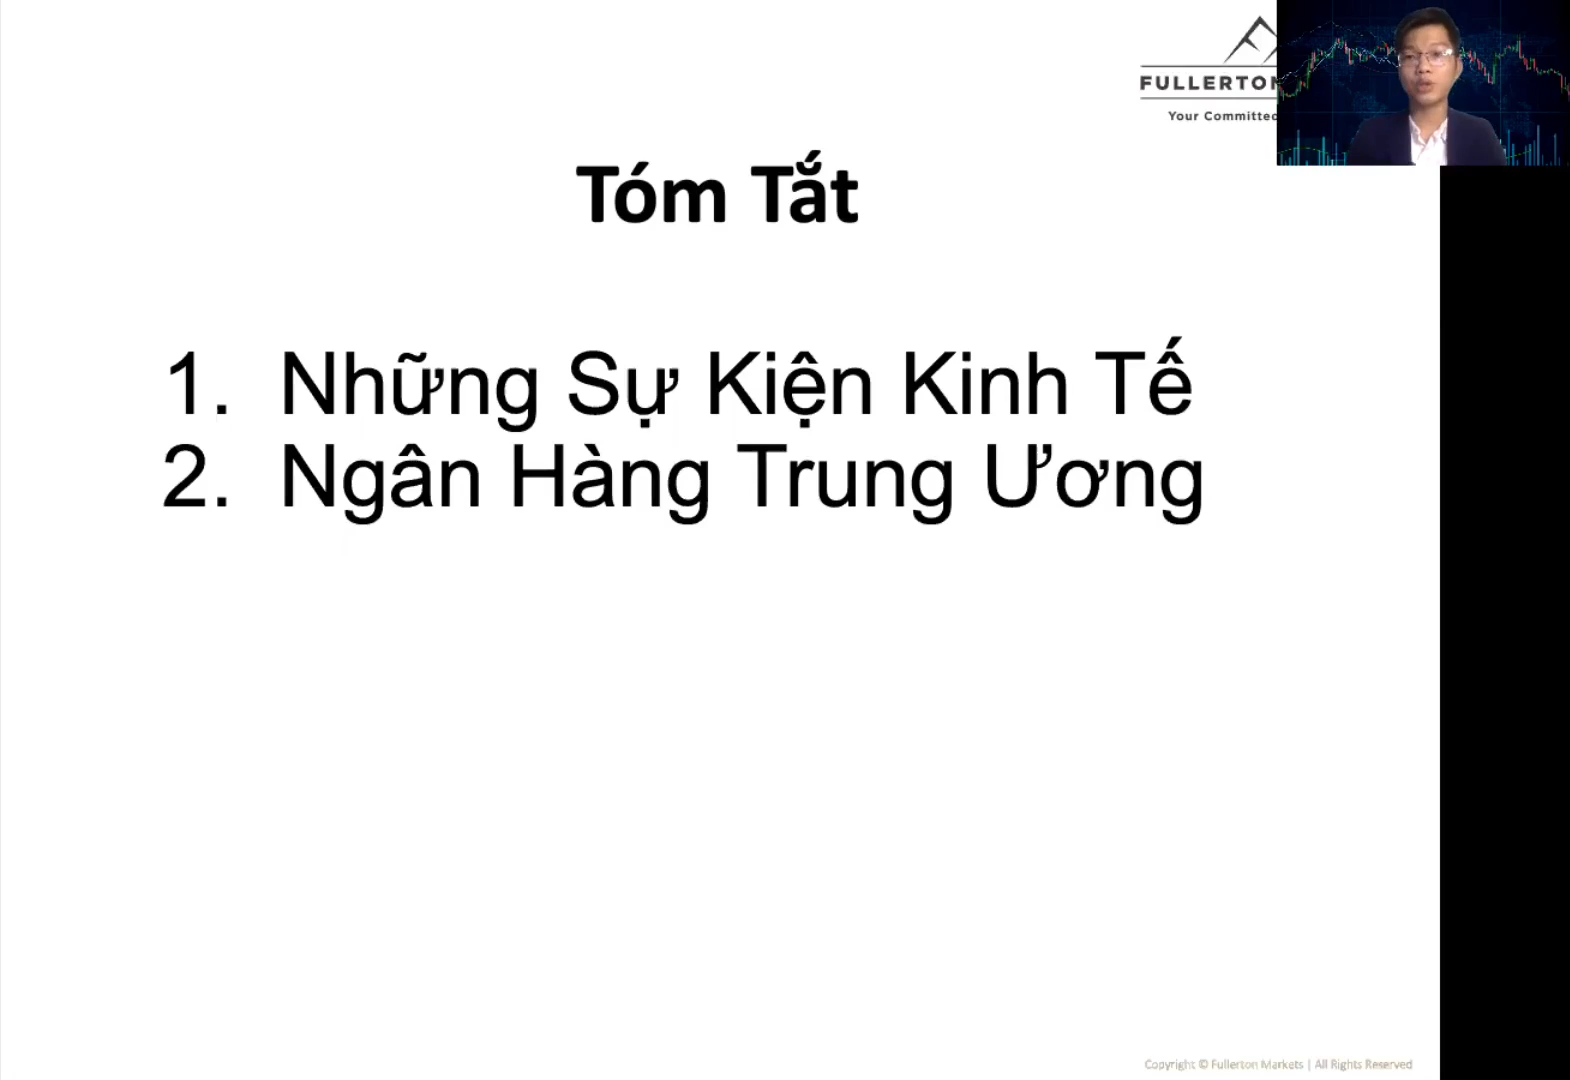 FULLERTON
Your Committed
Tóm Tắt
1. Những Sự Kiện Kinh Tế
2. Ngân Hàng Trung Ương
Copyright © Fullerton Markets | All Rights Reserved